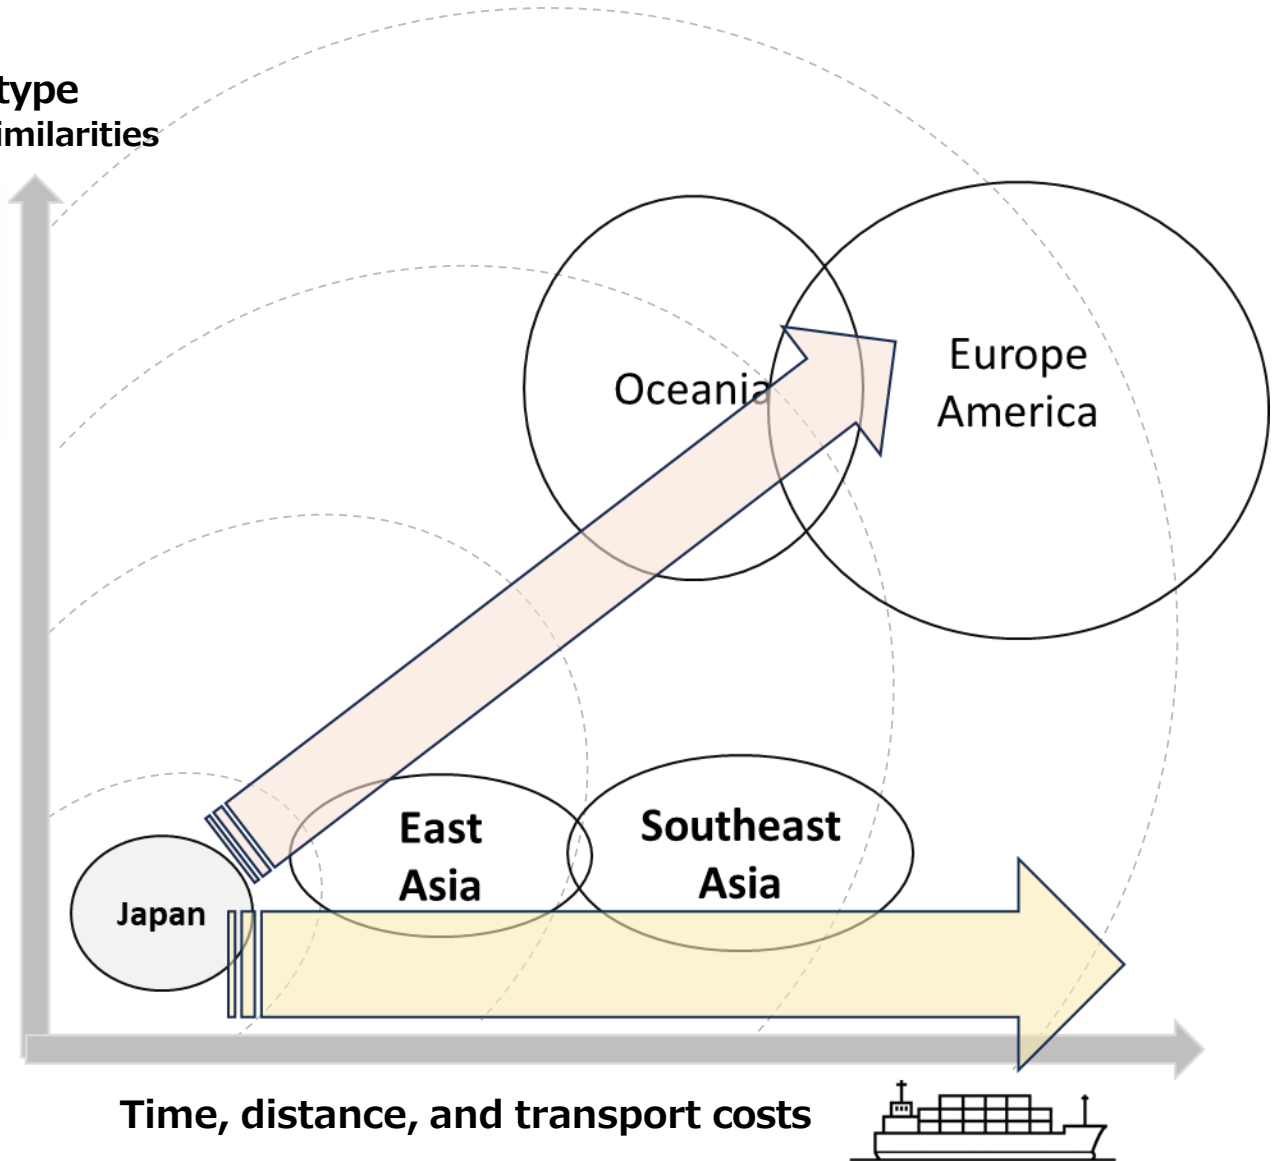 type
imilarities
Europe
America
Oceania
East
Asia
Southeast
Asia
Japan
Time, distance, and transport costs